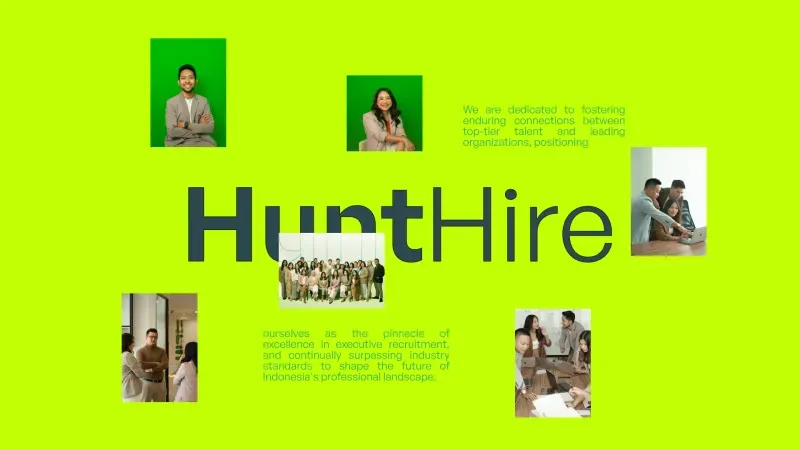 We are dedicated to fostering
enduring connections between
top-tier talent and leading
organizations, positioning
HuntHire
ourselves as the pinnacle of
excellence in executive recruitment,
and continually surpassing industry
standards to shape the future of
Indonesia's professional landscape.